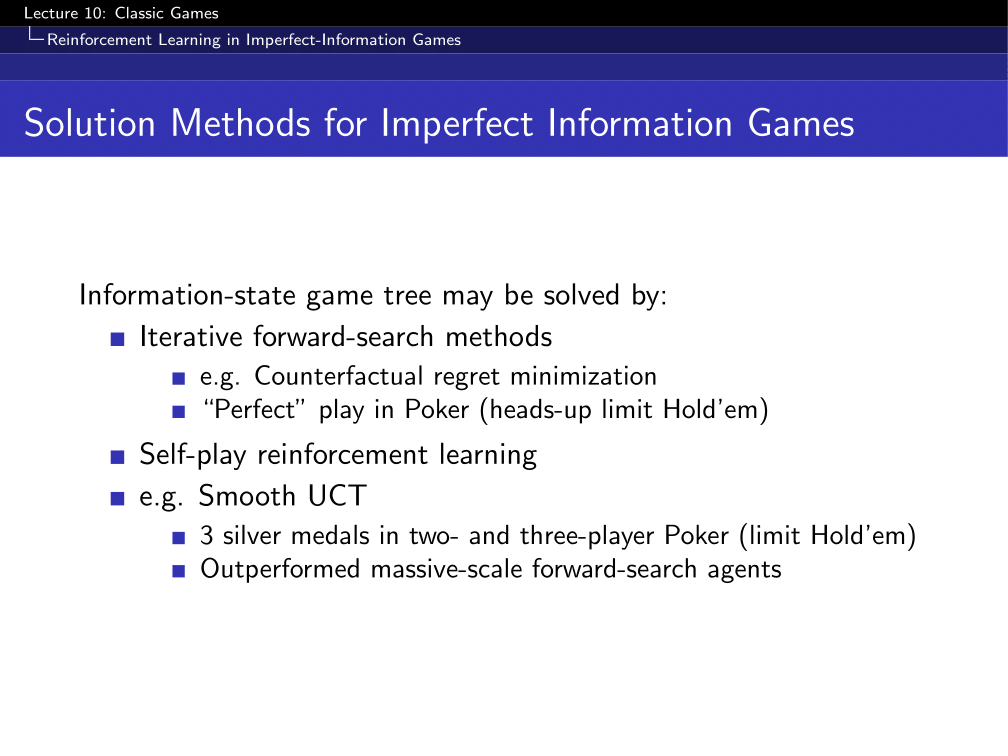 Lecture 10: Classic Games
Reinforcement Learning in Imperfect-Information Games
Solution Methods for Imperfect Information Games
Information-state game tree may be solved by:
Iterative forward-search methods
e.g. Counterfactual regret minimization
“Perfect” play in Poker (heads-up limit Hold’em)
Self-play reinforcement learning
e.g. Smooth UCT
3 silver medals in two- and three-player Poker (limit Hold’em)
Outperformed massive-scale forward-search agents